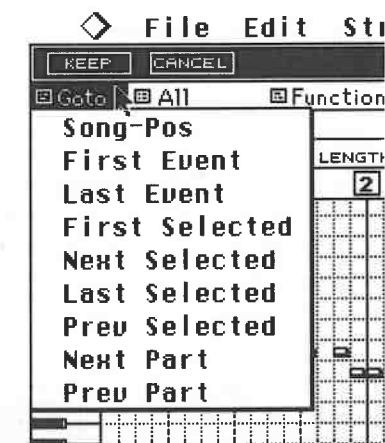 File Edit
KEEP CANCEL
Goto All Function
Song-Pos
First Event
LENGTH
Last Event
2
First Selected
Next Selected
Last Selected
Prev Selected
Next Part
Prev Part